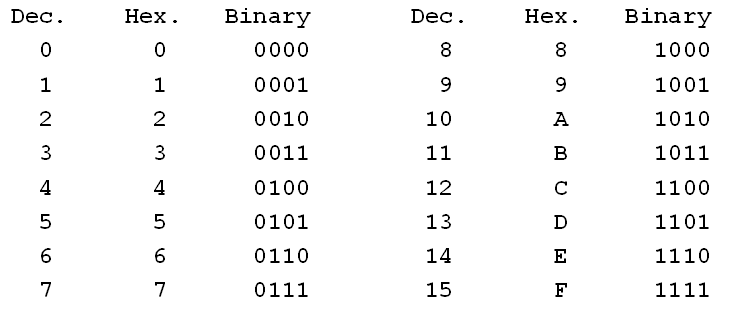 Dec. Hex. Binary Dec. Hex. Binary
0 0 0000 8 8 1000
1 1 0001 9 9 1001
2 2 0010 10 A 1010
3 3 0011 11 B 1011
4 4 0100 12 C 1100
5 5 0101 13 D 1101
6 6 0110 14 E 1110
7 7 0111 15 F 1111